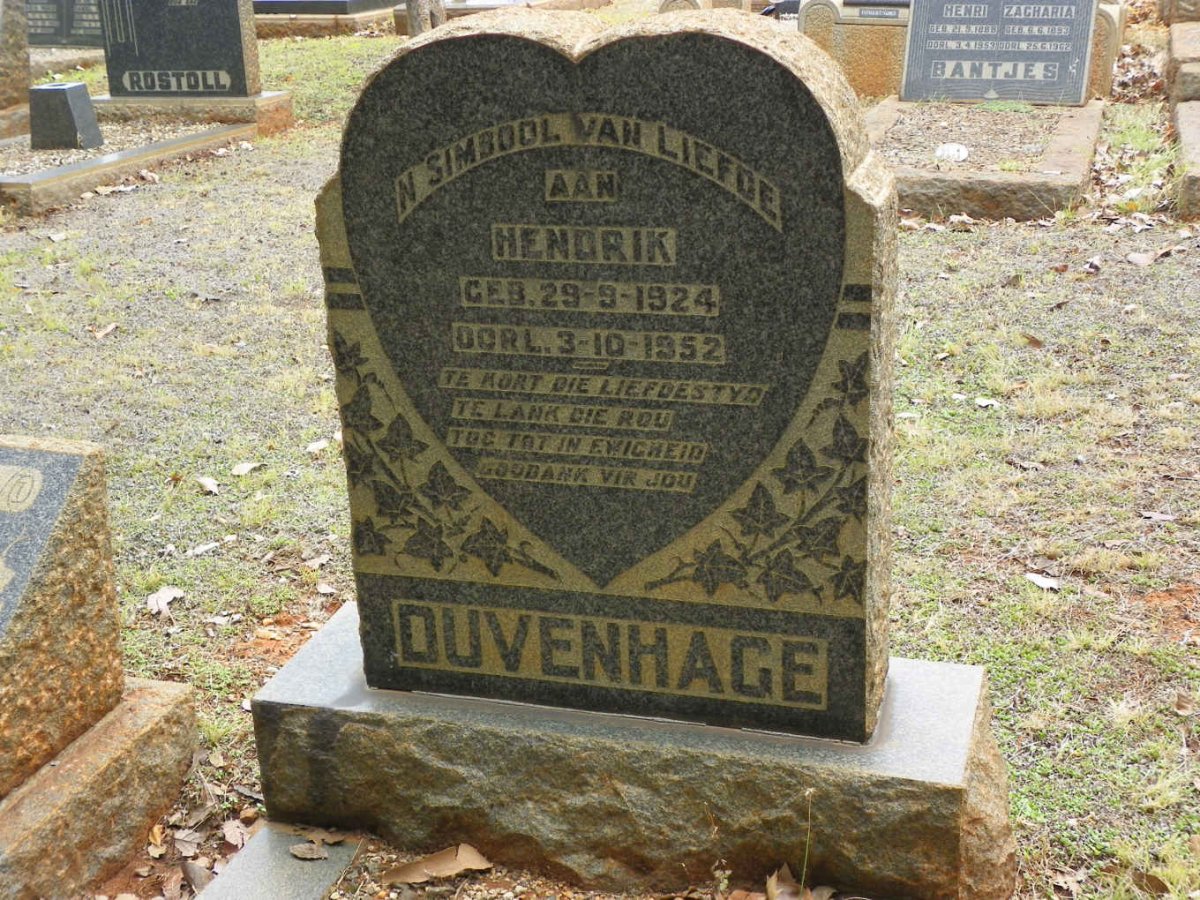 ROSTOLL
HENRI ZACHARIA
BANTJES
N SIMBOOL VAN LIEFDE
AAN
HENDRIK
GEB. 29-9-1924
OORL. 3-10-1952
TE KORT DIE LIEFDESTYD
TE LANK DIE ROU
TOG TOT IN EWIGHEID
GODDANK VIR JOU
DUVENHAGE